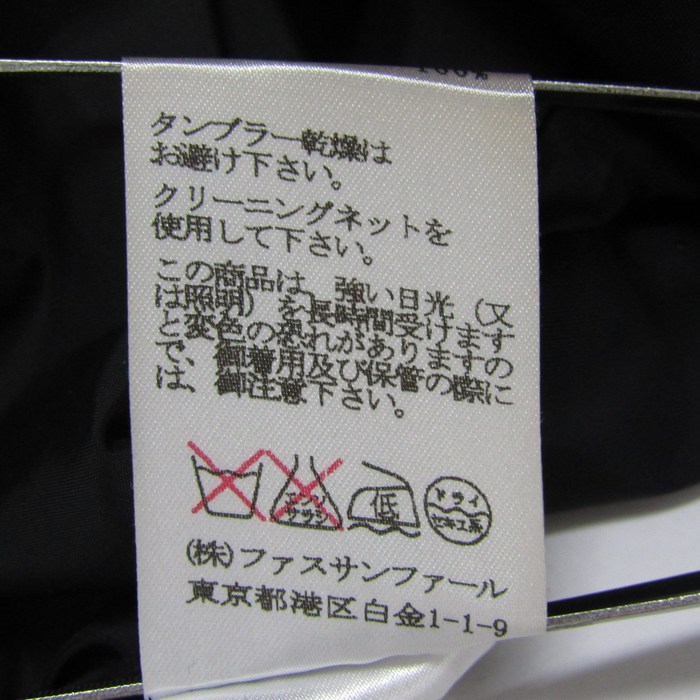 100%
タンブラー乾燥は
お避け下さい。
クリーニングネットを
使用して下さい。
この商品は、強い日光（又
は照明）を長時間受けます
と変色の恐れがありますの
で、御着用及び保管の際に
は、御注意下さい。
エンソ
サラシ
低
ドライ
セキユ系
(株)ファスサンファール
東京都港区白金1-1-9